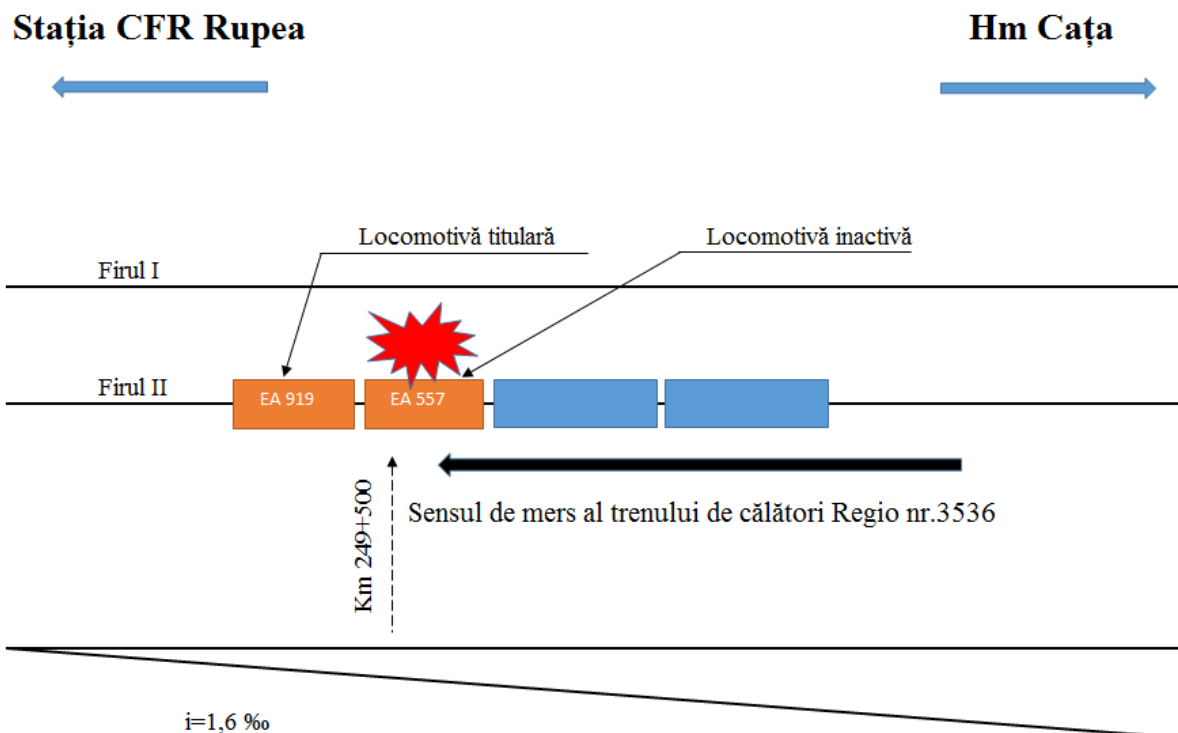 Stația CFR Rupea
Hm Cața
Locomotivă titulară
Locomotivă inactivă
Firul I
Firul II
EA 919
EA 557
Sensul de mers al trenului de călători Regio nr.3536
Km 249+500
i=1,6 ‰